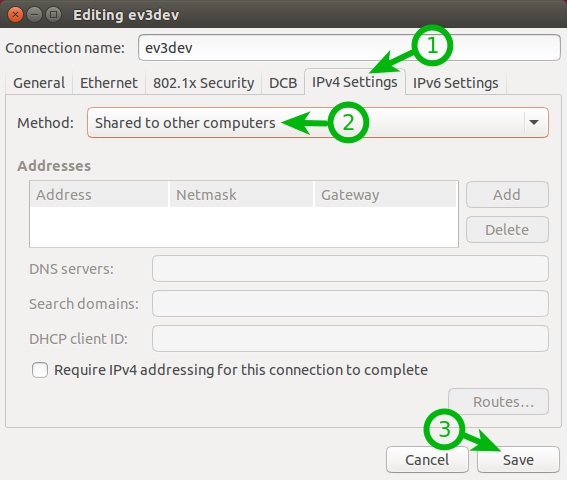 Editing ev3dev
Connection name: ev3dev
1
General Ethernet 802.1x Security DCB IPv4 Settings IPv6 Settings
Method: Shared to other computers 2
Addresses
Address Netmask Gateway Add
Delete
DNS servers:
Search domains:
DHCP client ID:
Require IPv4 addressing for this connection to complete
Routes…
3
Cancel Save